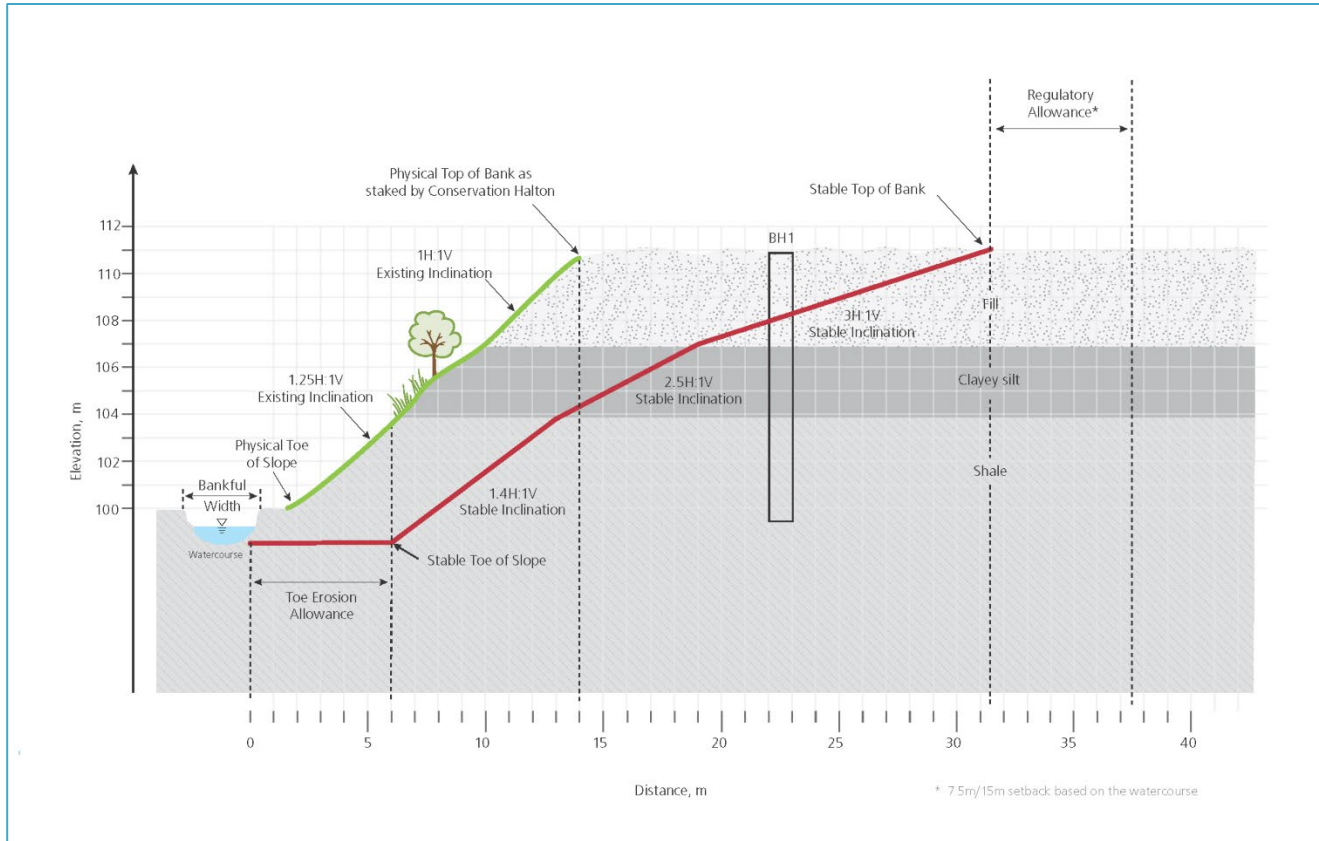 Regulatory
Allowance*
Physical Top of Bank as
staked by Conservation Halton
Stable Top of Bank
112
110
108
106
104
102
100
Elevation, m
BH1
1H:1V
Existing Inclination
3H:1V
Stable Inclination
Fill
1.25H:1V
Existing Inclination
2.5H:1V
Stable Inclination
Clayey silt
Physical Toe
of Slope
Bankful
Width
Watercourse
1.4H:1V
Stable Inclination
Shale
Stable Toe of Slope
Toe Erosion
Allowance
0
5
10
15
20
25
30
35
40
Distance, m
* 7.5m/15m setback based on the watercourse